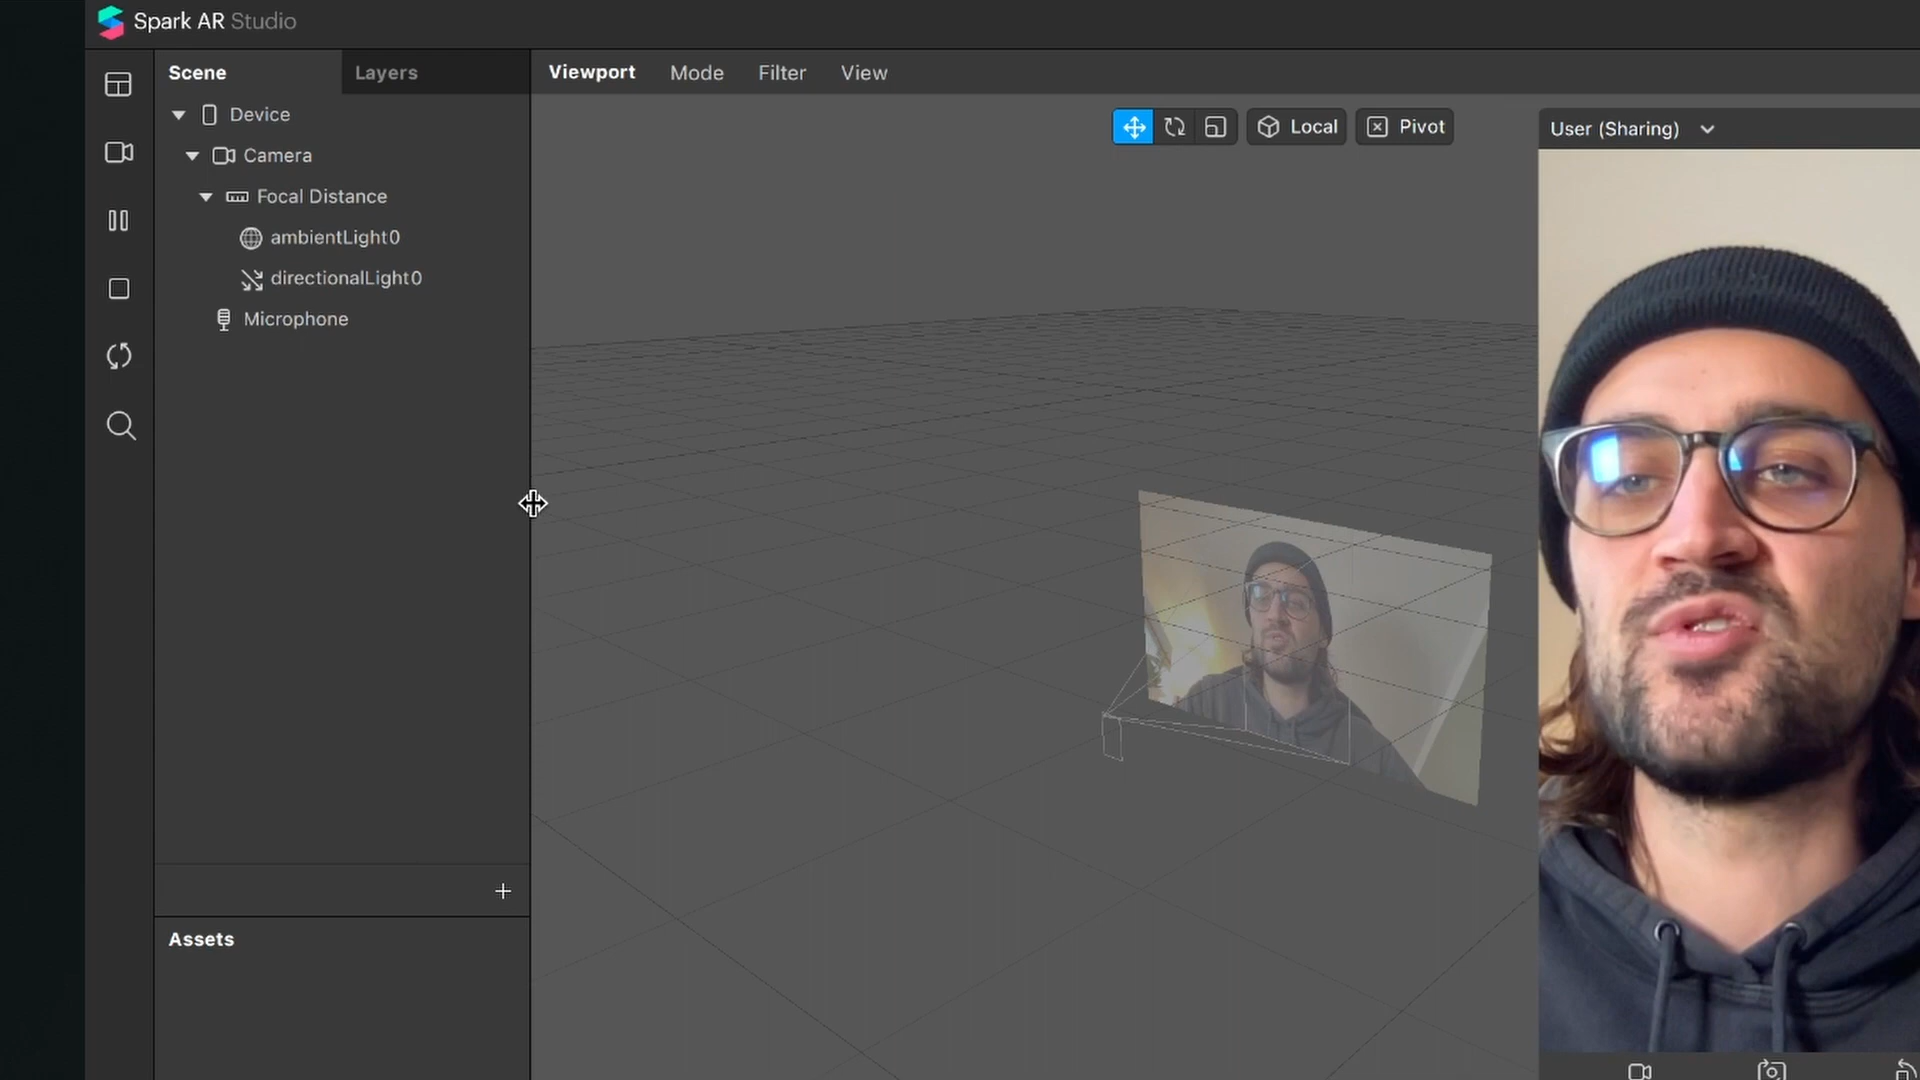 Spark AR Studio
Scene
Layers
Viewport
Mode
Filter
View
Device
Camera
Focal Distance
ambientLight0
directionalLight0
Microphone
Local
Pivot
User (Sharing)
Assets